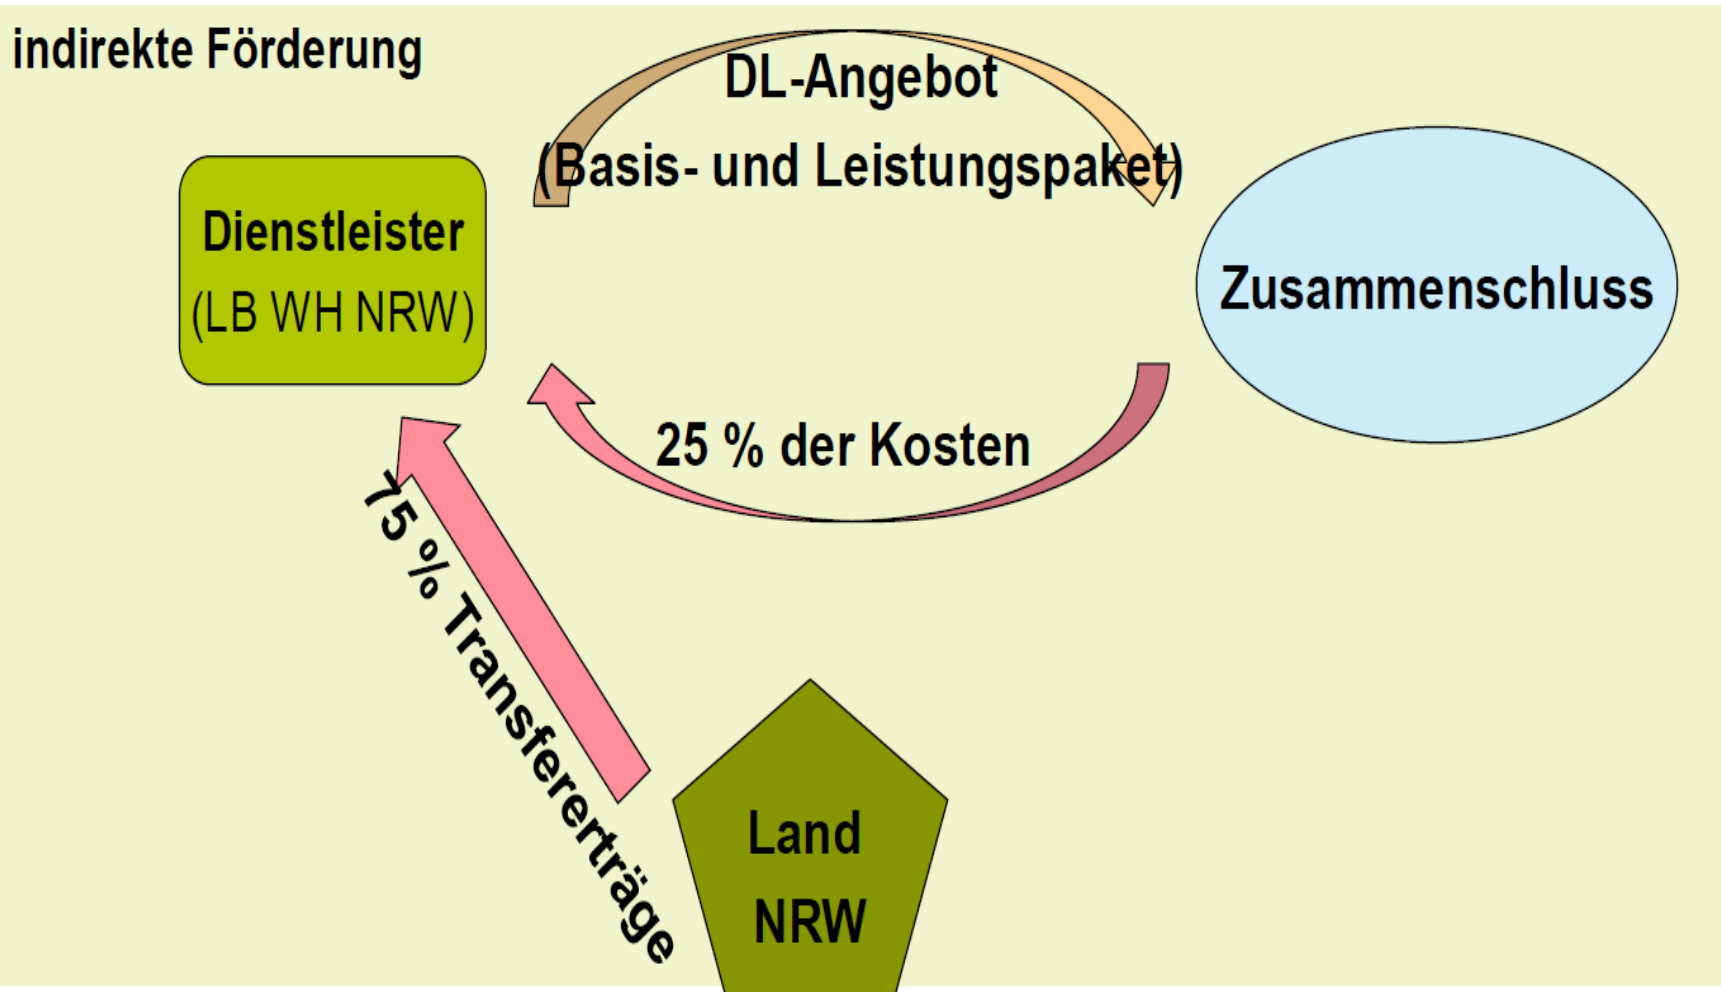 indirekte Förderung
DL-Angebot
(Basis- und Leistungspaket)
Dienstleister
(LB WH NRW)
Zusammenschluss
25 % der Kosten
75 % Transfererträge
Land
NRW